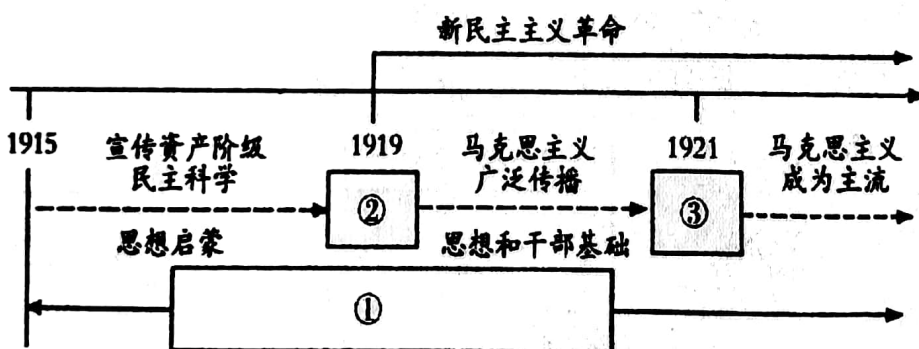 新民主主义革命
1915
宣传资产阶级
民主科学
1919
马克思主义
广泛传播
1921
马克思主义
成为主流
②
③
思想启蒙
思想和干部基础
①